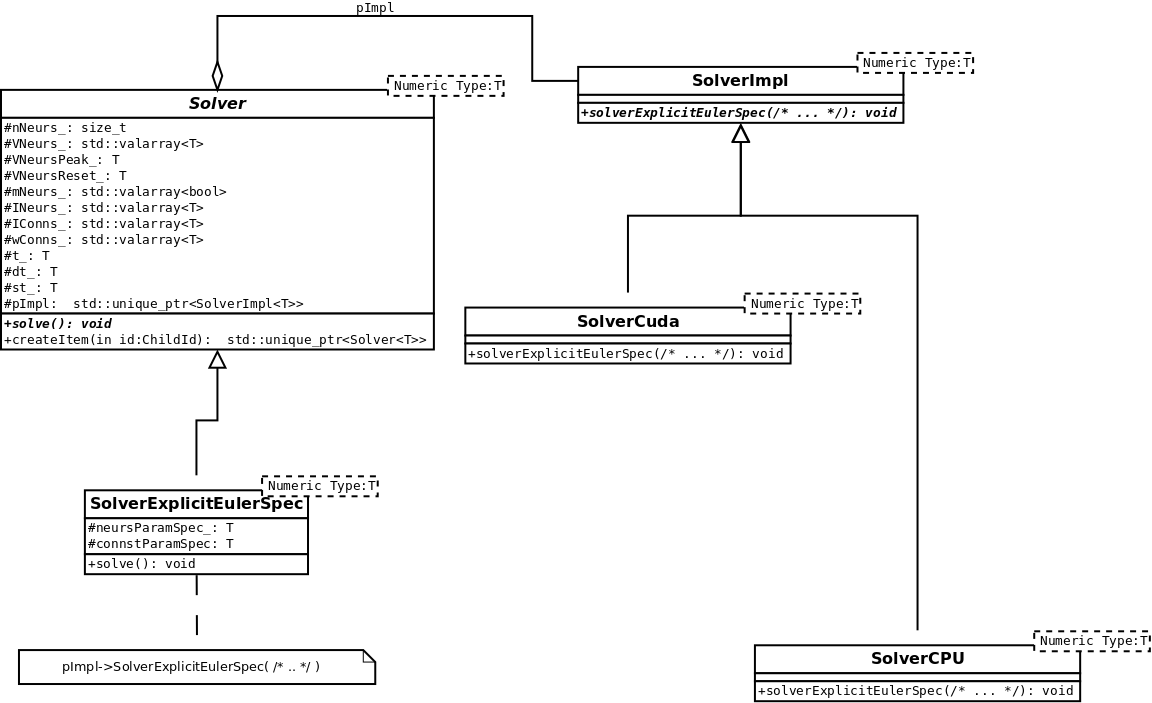 pImpl
Numeric Type:T
Solver
#nNeurs_: size_t
#VNeurs_: std::valarray<T>
#VNeursPeak_: T
#VNeursReset_: T
#mNeurs_: std::valarray<bool>
#INeurs_: std::valarray<T>
#IConns_: std::valarray<T>
#wConns_: std::valarray<T>
#t_: T
#dt_: T
#st_: T
#pImpl:  std::unique_ptr<SolverImpl<T>>
+solve(): void
+createItem(in id:ChildId):  std::unique_ptr<Solver<T>>
Numeric Type:T
SolverImpl
+solverExplicitEulerSpec(/* ... */): void
Numeric Type:T
SolverCuda
+solverExplicitEulerSpec(/* ... */): void
Numeric Type:T
SolverExplicitEulerSpec
#neursParamSpec_: T
#connstParamSpec: T
+solve(): void
pImpl->SolverExplicitEulerSpec( /* .. */ )
Numeric Type:T
SolverCPU
+solverExplicitEulerSpec(/* ... */): void